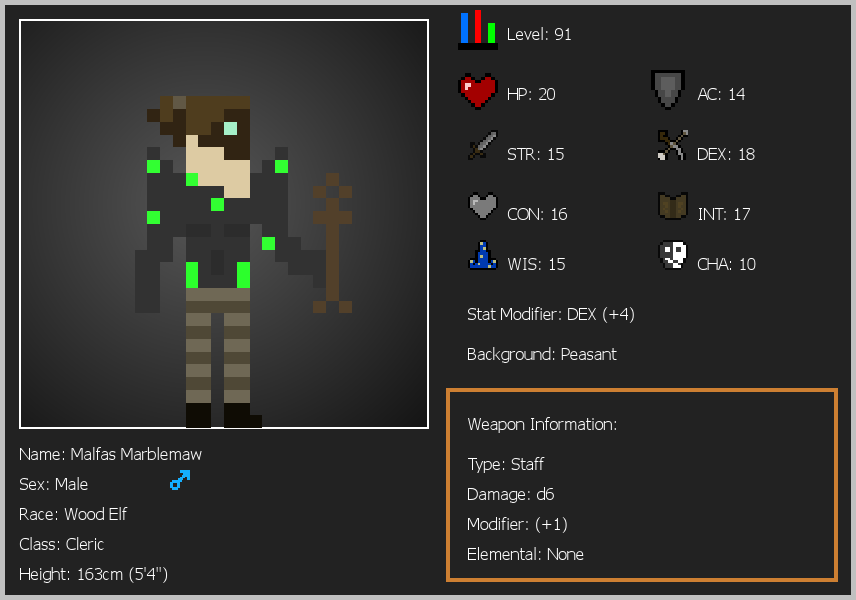 Level: 91
HP: 20
AC: 14
STR: 15
DEX: 18
CON: 16
INT: 17
WIS: 15
CHA: 10
Stat Modifier: DEX (+4)
Background: Peasant
Weapon Information:
Type: Staff
Damage: d6
Modifier: (+1)
Elemental: None
Name: Malfas Marblemaw
Sex: Male
Race: Wood Elf
Class: Cleric
Height: 163cm (5'4")